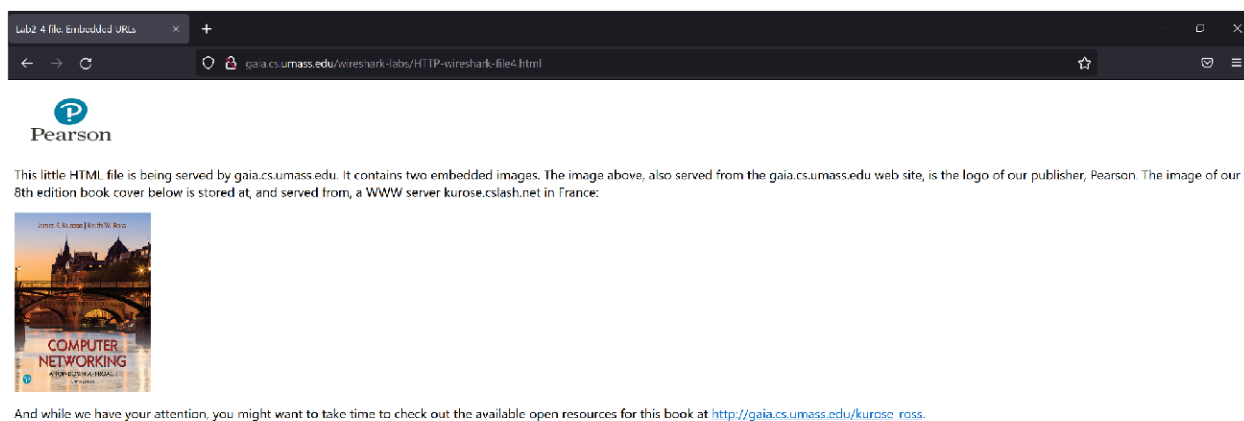 Lab2-4 file: Embedded URLs
gaia.cs.umass.edu/wireshark-labs/HTTP-wireshark-file4.html
Pearson
This little HTML file is being served by gaia.cs.umass.edu. It contains two embedded images. The image above, also served from the gaia.cs.umass.edu web site, is the logo of our publisher, Pearson. The image of our
8th edition book cover below is stored at, and served from, a WWW server kurose.cslash.net in France:
James F. Kurose | Keith W. Ross
COMPUTER
NETWORKING
A TOP-DOWN APPROACH
And while we have your attention, you might want to take time to check out the available open resources for this book at http://gaia.cs.umass.edu/kurose_ross.